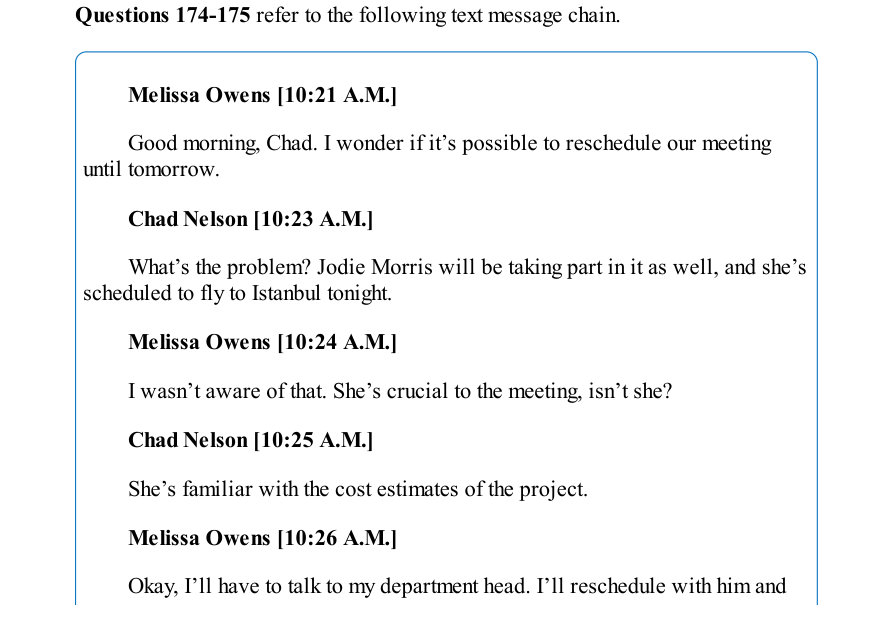 Questions 174-175 refer to the following text message chain.
Melissa Owens [10:21 A.M.]
Good morning, Chad. I wonder if it’s possible to reschedule our meeting
until tomorrow.
Chad Nelson [10:23 A.M.]
What’s the problem? Jodie Morris will be taking part in it as well, and she’s
scheduled to fly to Istanbul tonight.
Melissa Owens [10:24 A.M.]
I wasn’t aware of that. She’s crucial to the meeting, isn’t she?
Chad Nelson [10:25 A.M.]
She’s familiar with the cost estimates of the project.
Melissa Owens [10:26 A.M.]
Okay, I’ll have to talk to my department head. I’ll reschedule with him and